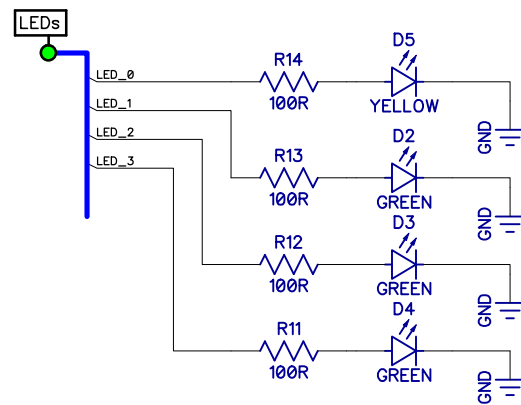 LEDs
LED_0
LED_1
LED_2
LED_3
R14
100R
D5
YELLOW
GND
R13
100R
D2
GREEN
GND
R12
100R
D3
GREEN
GND
R11
100R
D4
GREEN
GND